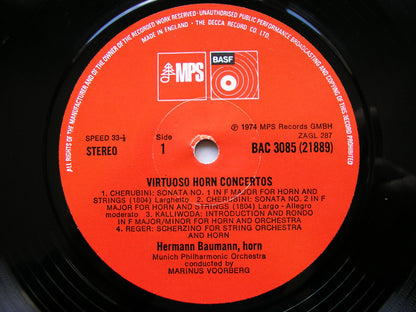 ALL RIGHTS OF THE MANUFACTURER AND OF THE OWNER OF THE RECORDED WORK RESERVED · UNAUTHORISED PUBLIC PERFORMANCE, BROADCASTING AND COPYING OF THIS RECORD PROHIBITED
MADE IN ENGLAND · THE DECCA RECORD CO. LTD.
MPS
BASF
SPEED 33⅓
STEREO
Side
1
℗ 1974 MPS Records GMBH
ZAGL 287
BAC 3085 (21889)
VIRTUOSO HORN CONCERTOS
1. CHERUBINI: SONATA NO. 1 IN F MAJOR FOR HORN AND
STRINGS (1804) Larghetto 2. CHERUBINI: SONATA NO. 2 IN F
MAJOR FOR HORN AND STRINGS (1804) Largo - Allegro
moderato 3. KALLIWODA: INTRODUCTION AND RONDO
IN F MAJOR/MINOR FOR HORN AND ORCHESTRA
4. REGER: SCHERZINO FOR STRING ORCHESTRA
AND HORN
Hermann Baumann, horn
Munich Philharmonic Orchestra
conducted by
MARINUS VOORBERG